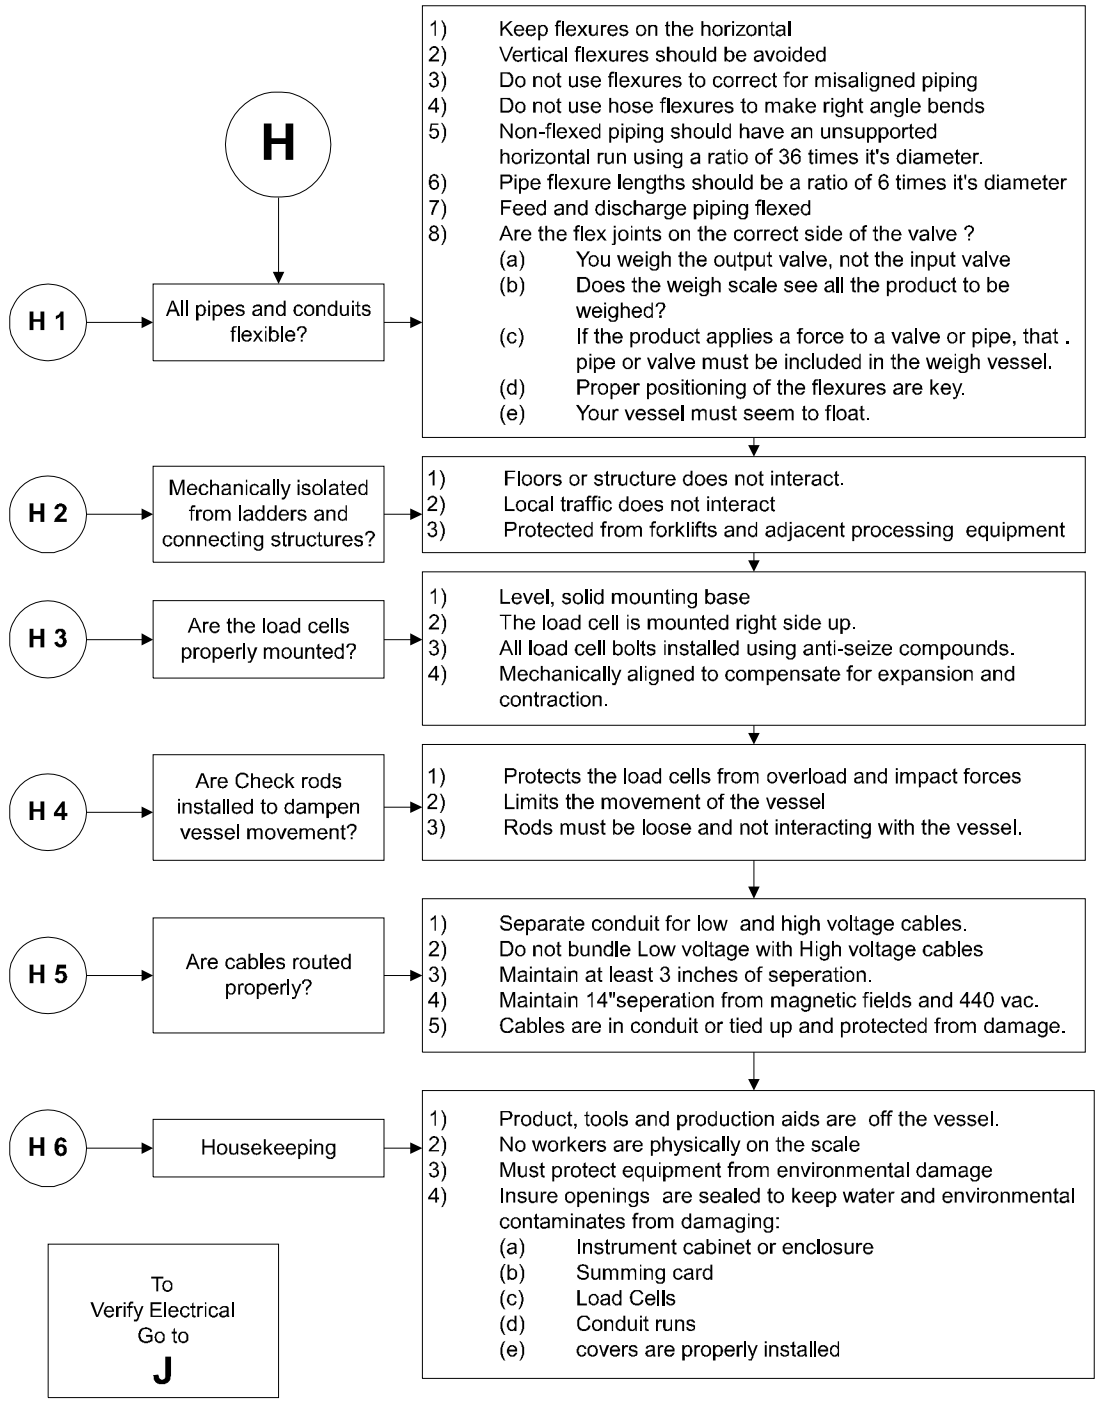 H
H 1
All pipes and conduits
flexible?
1) Keep flexures on the horizontal
2) Vertical flexures should be avoided
3) Do not use flexures to correct for misaligned piping
4) Do not use hose flexures to make right angle bends
5) Non-flexed piping should have an unsupported
horizontal run using a ratio of 36 times it's diameter.
6) Pipe flexure lengths should be a ratio of 6 times it's diameter
7) Feed and discharge piping flexed
8) Are the flex joints on the correct side of the valve ?
(a) You weigh the output valve, not the input valve
(b) Does the weigh scale see all the product to be
weighed?
(c) If the product applies a force to a valve or pipe, that .
pipe or valve must be included in the weigh vessel.
(d) Proper positioning of the flexures are key.
(e) Your vessel must seem to float.
H 2
Mechanically isolated
from ladders and
connecting structures?
1) Floors or structure does not interact.
2) Local traffic does not interact
3) Protected from forklifts and adjacent processing equipment
H 3
Are the load cells
properly mounted?
1) Level, solid mounting base
2) The load cell is mounted right side up.
3) All load cell bolts installed using anti-seize compounds.
4) Mechanically aligned to compensate for expansion and
contraction.
H 4
Are Check rods
installed to dampen
vessel movement?
1) Protects the load cells from overload and impact forces
2) Limits the movement of the vessel
3) Rods must be loose and not interacting with the vessel.
H 5
Are cables routed
properly?
1) Separate conduit for low and high voltage cables.
2) Do not bundle Low voltage with High voltage cables
3) Maintain at least 3 inches of seperation.
4) Maintain 14"seperation from magnetic fields and 440 vac.
5) Cables are in conduit or tied up and protected from damage.
H 6
Housekeeping
1) Product, tools and production aids are off the vessel.
2) No workers are physically on the scale
3) Must protect equipment from environmental damage
4) Insure openings are sealed to keep water and environmental
contaminates from damaging:
(a) Instrument cabinet or enclosure
(b) Summing card
(c) Load Cells
(d) Conduit runs
(e) covers are properly installed
To
Verify Electrical
Go to
J